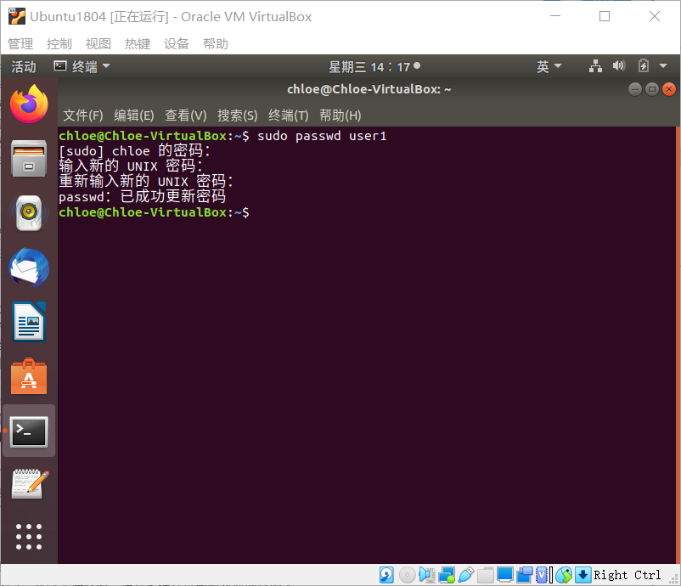 Ubuntu1804 [正在运行] - Oracle VM VirtualBox
管理 控制 视图 热键 设备 帮助
活动 终端 星期三 14：17 英
chloe@Chloe-VirtualBox: ~
文件(F) 编辑(E) 查看(V) 搜索(S) 终端(T) 帮助(H)
chloe@Chloe-VirtualBox:~$ sudo passwd user1
[sudo] chloe 的密码：
输入新的 UNIX 密码：
重新输入新的 UNIX 密码：
passwd：已成功更新密码
chloe@Chloe-VirtualBox:~$
Right Ctrl